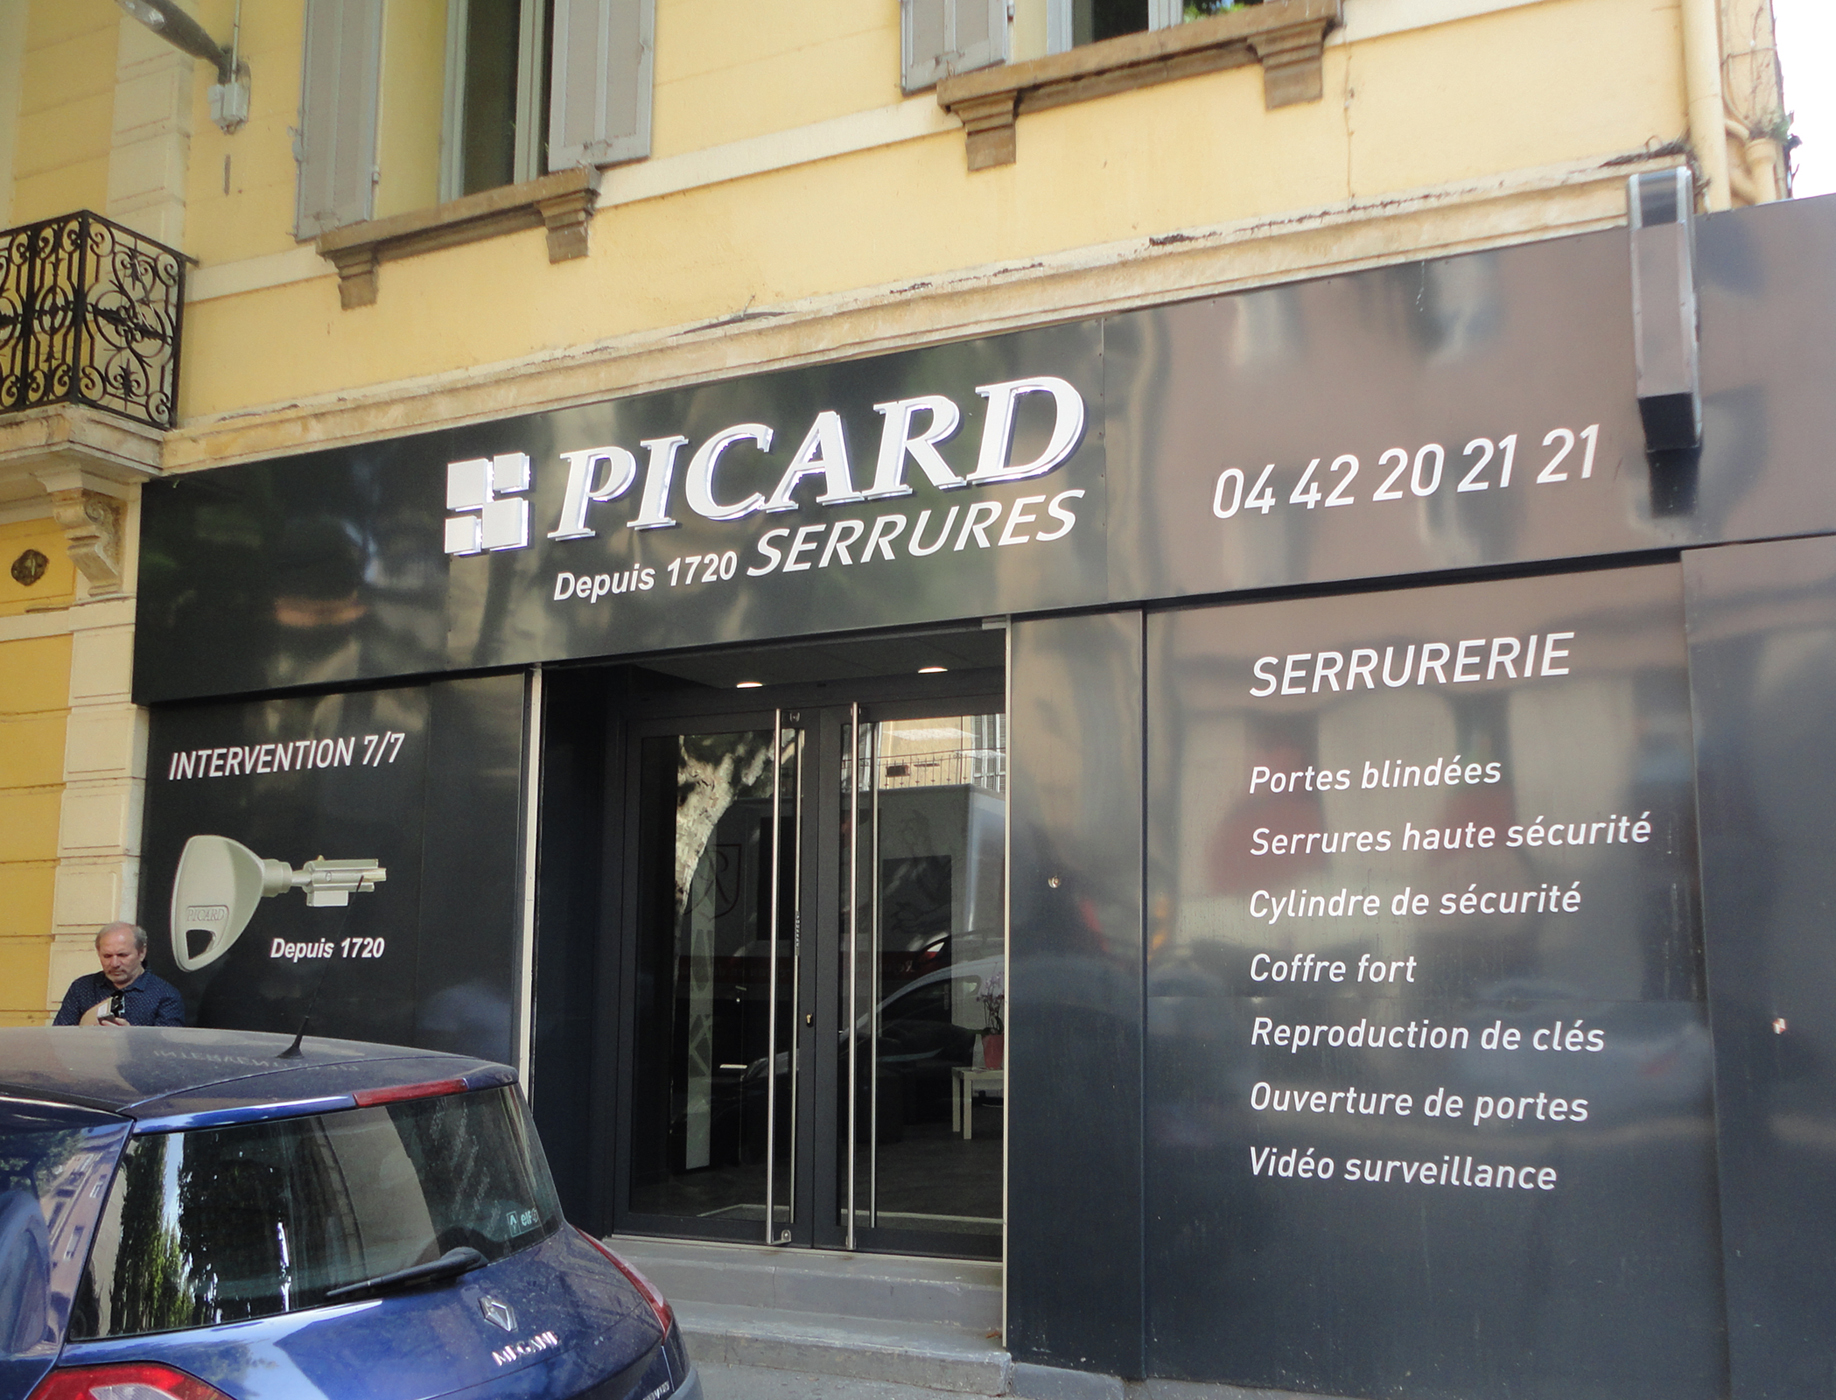 PICARD
Depuis 1720 SERRURES
04 42 20 21 21
INTERVENTION 7/7
PICARD
Depuis 1720
SERRURERIE
Portes blindées
Serrures haute sécurité
Cylindre de sécurité
Coffre fort
Reproduction de clés
Ouverture de portes
Vidéo surveillance
elf
MEGANE